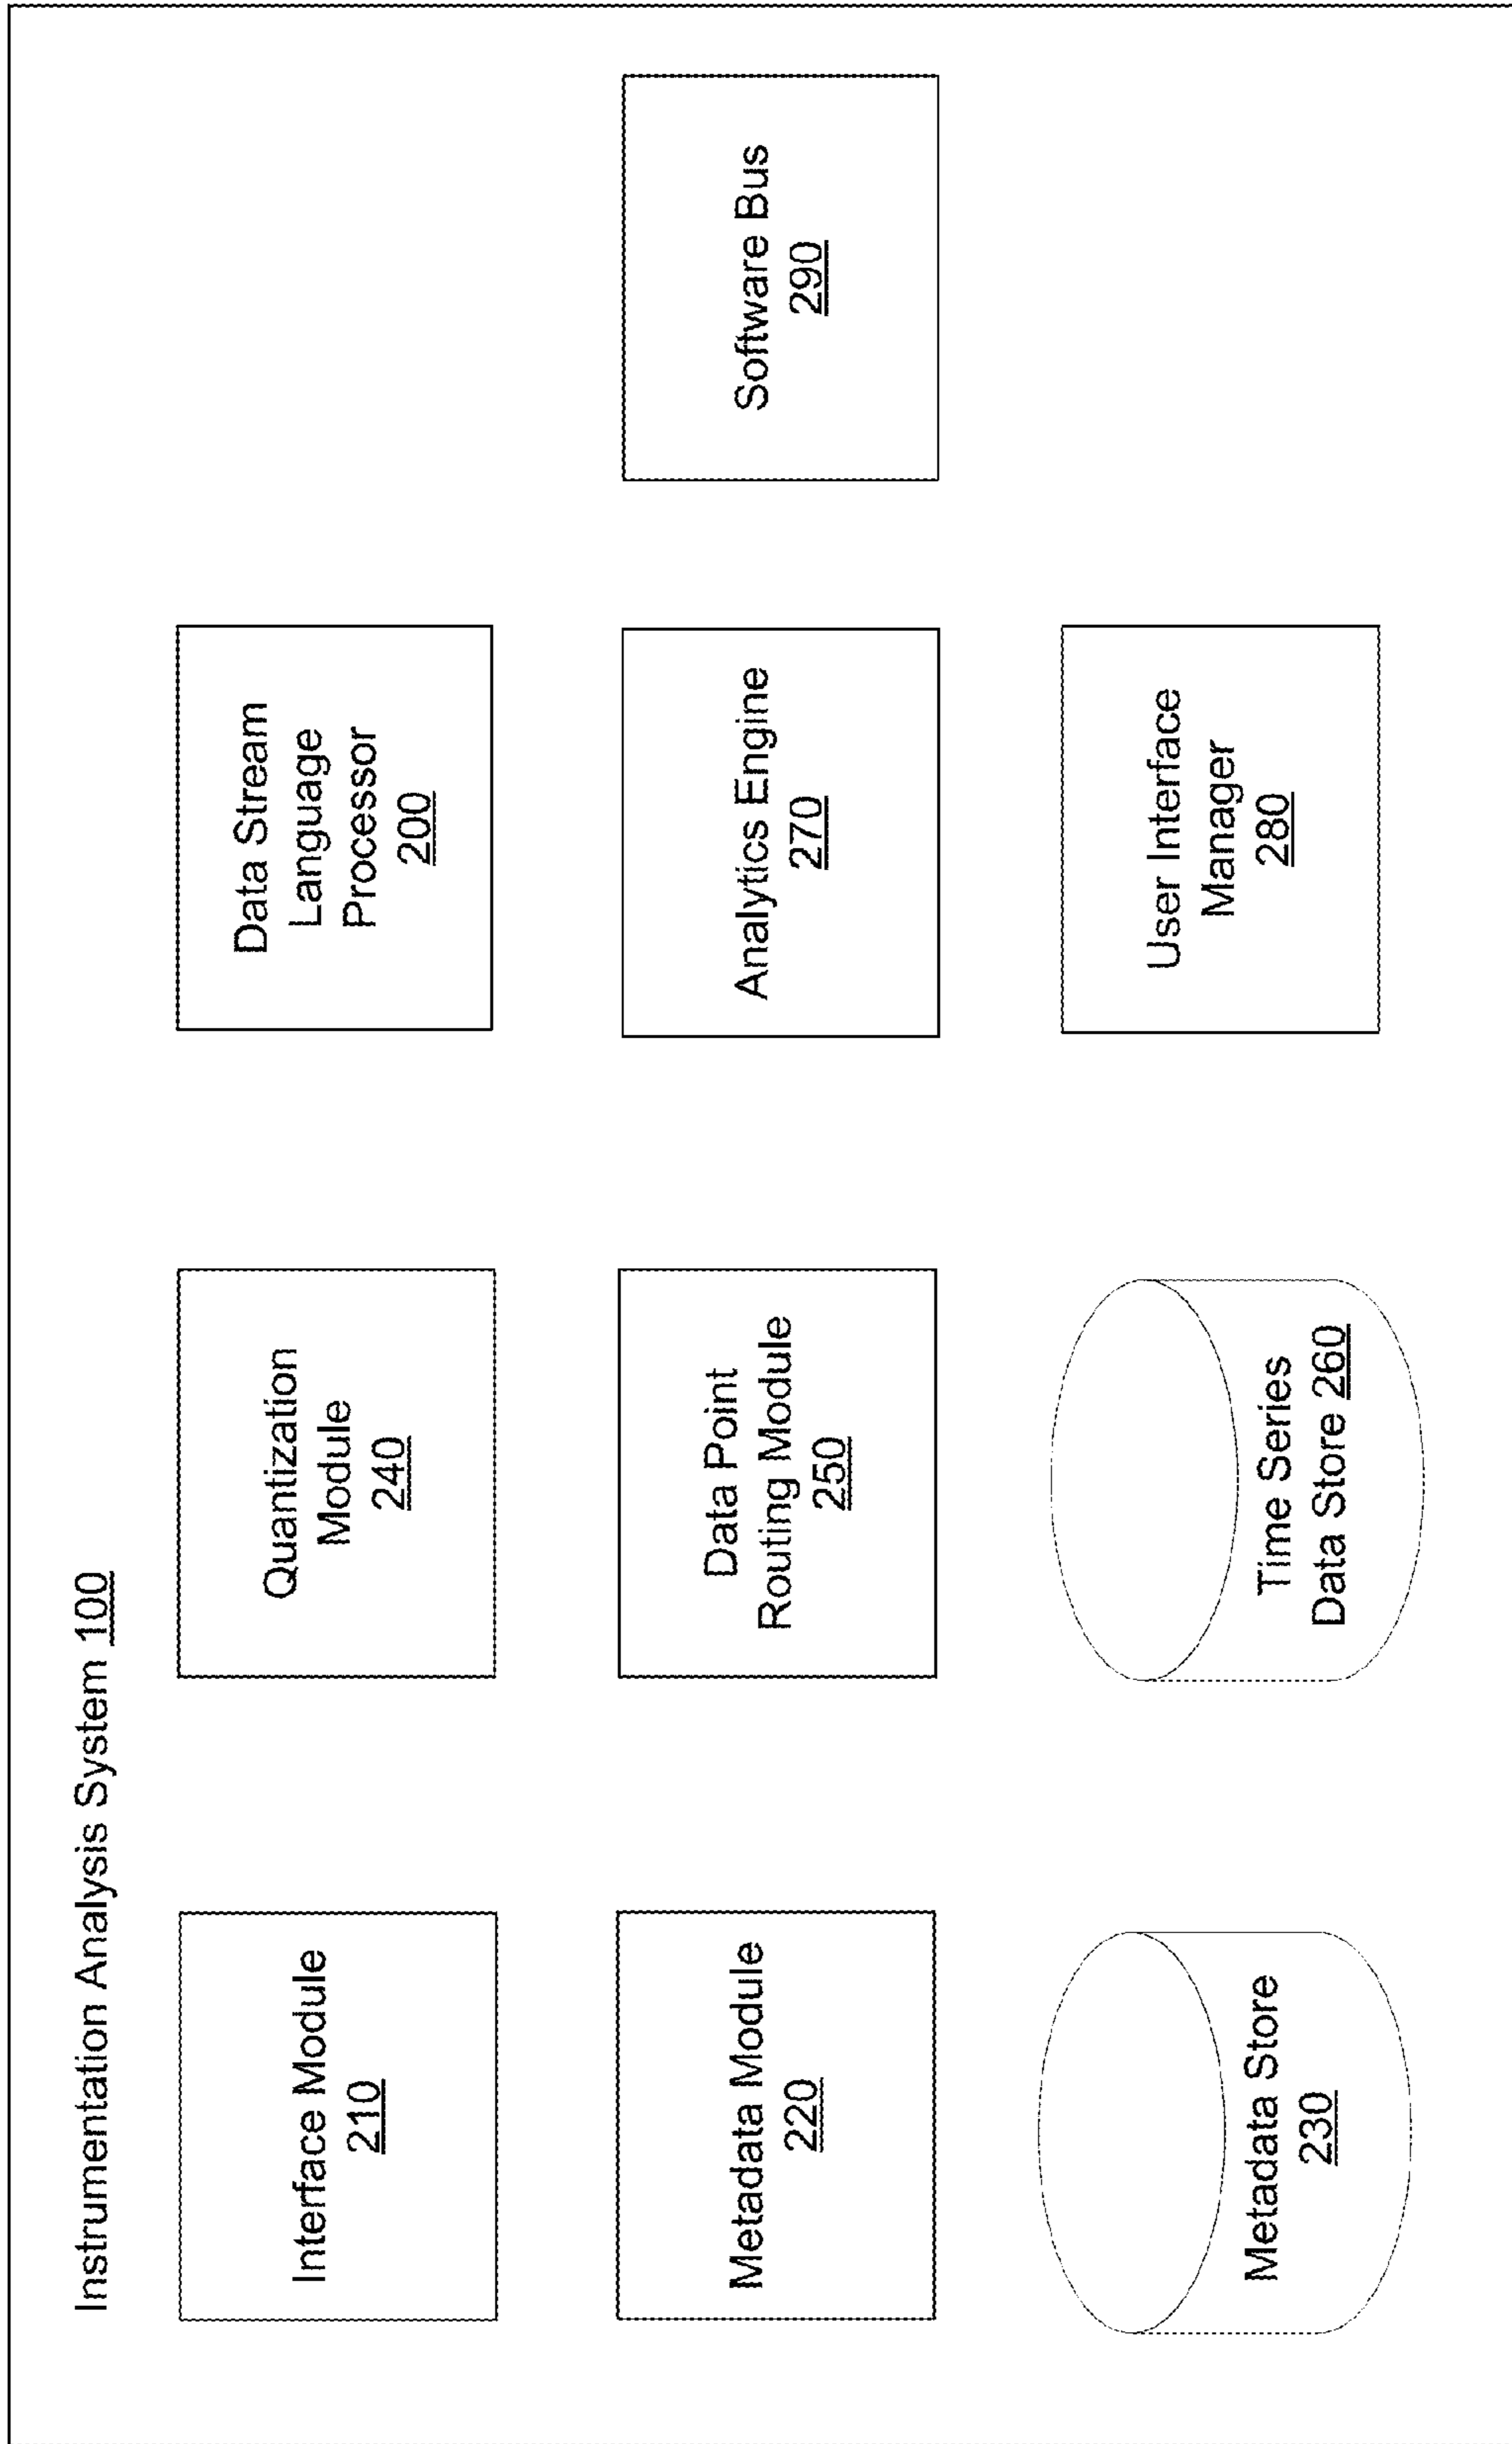 Instrumentation Analysis System 100
Interface Module
210
Quantization
Module
240
Data Stream
Language
Processor
200
Metadata Module
220
Data Point
Routing Module
250
Analytics Engine
270
Software Bus
290
Metadata Store
230
Time Series
Data Store 260
User Interface
Manager
280